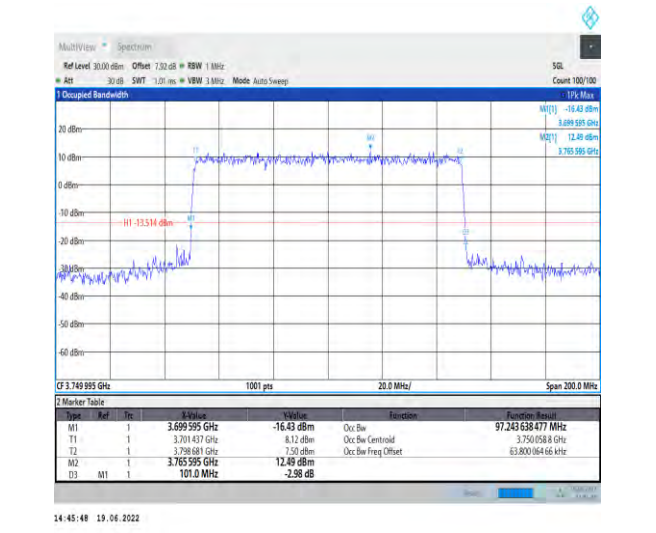 MultiView Spectrum
Ref Level 30.00 dBm Offset 7.92 dB RBW 1 MHz SGL
Att 30 dB SWT 1.01 ms VBW 3 MHz Mode Auto Sweep Count 100/100
1 Occupied Bandwidth 1Pk Max
M1[1] -16.43 dBm
3.699 595 GHz
M2[1] 12.49 dBm
3.765 595 GHz
20 dBm
M2
10 dBm
T1
T2
0 dBm
-10 dBm
M1
H1 -13.514 dBm
D3
-20 dBm
-30 dBm
-40 dBm
-50 dBm
-60 dBm
CF 3.749 995 GHz 1001 pts 20.0 MHz/ Span 200.0 MHz
2 Marker Table
Type Ref Trc X-Value Y-Value Function Function Result
M1 1 3.699 595 GHz -16.43 dBm Occ Bw 97.243 638 477 MHz
T1 1 3.701 437 GHz 8.12 dBm Occ Bw Centroid 3.750 058 8 GHz
T2 1 3.798 681 GHz 7.50 dBm Occ Bw Freq Offset 63.800 064 66 kHz
M2 1 3.765 595 GHz 12.49 dBm
D3 M1 1 101.0 MHz -2.98 dB
14:45:48 19.06.2022